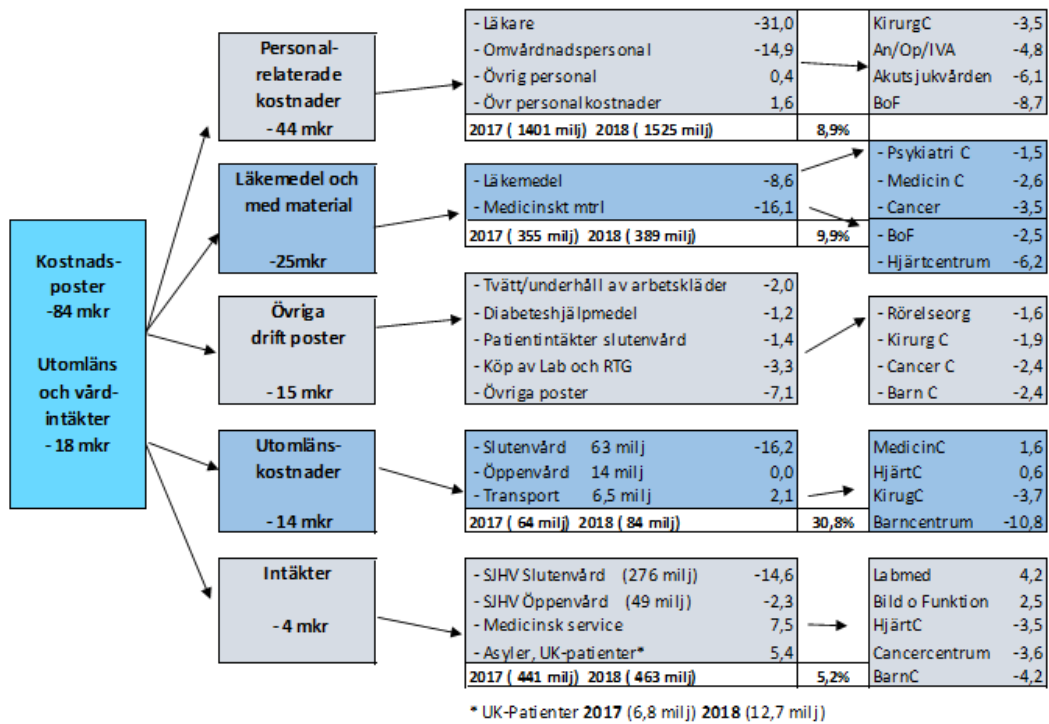 Kostnads-
poster
-84 mkr
Utomläns
och vård-
intäkter
- 18 mkr
Personal-
relaterade
kostnader
- 44 mkr
- Läkare -31,0
- Omvårdnadspersonal -14,9
- Övrig personal 0,4
- Övr personalkostnader 1,6
2017 ( 1401 milj) 2018 ( 1525 milj) 8,9%
KirurgC -3,5
An/Op/IVA -4,8
Akutsjukvården -6,1
BoF -8,7
Läkemedel och
med material
-25mkr
- Läkemedel -8,6
- Medicinskt mtrl -16,1
2017 ( 355 milj) 2018 ( 389 milj) 9,9%
- Psykiatri C -1,5
- Medicin C -2,6
- Cancer -3,5
- BoF -2,5
- Hjärtcentrum -6,2
Övriga
drift poster
- 15 mkr
- Tvätt/underhåll av arbetskläder -2,0
- Diabeteshjälpmedel -1,2
- Patientintäkter slutenvård -1,4
- Köp av Lab och RTG -3,3
- Övriga poster -7,1
- Rörelseorg -1,6
- Kirurg C -1,9
- Cancer C -2,4
- Barn C -2,4
Utomläns-
kostnader
- 14 mkr
- Slutenvård 63 milj -16,2
- Öppenvård 14 milj 0,0
- Transport 6,5 milj 2,1
2017 ( 64 milj) 2018 ( 84 milj) 30,8%
MedicinC 1,6
HjärtC 0,6
KirugC -3,7
Barncentrum -10,8
Intäkter
- 4 mkr
- SJHV Slutenvård (276 milj) -14,6
- SJHV Öppenvård (49 milj) -2,3
- Medicinsk service 7,5
- Asyler, UK-patienter* 5,4
2017 ( 441 milj) 2018 ( 463 milj) 5,2%
Labmed 4,2
Bild o Funktion 2,5
HjärtC -3,5
Cancercentrum -3,6
BarnC -4,2
* UK-Patienter 2017 (6,8 milj) 2018 (12,7 milj)